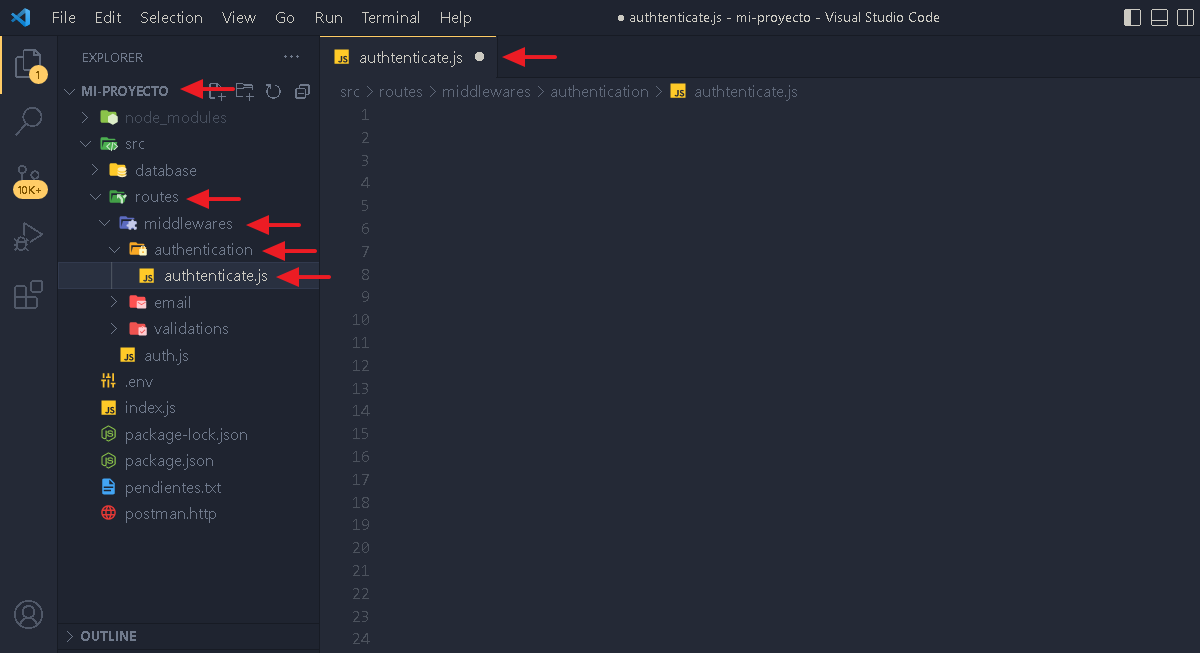 File Edit Selection View Go Run Terminal Help ● authtenticate.js - mi-proyecto - Visual Studio Code
EXPLORER ···
authtenticate.js ●
1
MI-PROYECTO
src > routes > middlewares > authentication > JS authtenticate.js
node_modules
src
database
10K+
routes
middlewares
authentication
JS authtenticate.js
email
validations
JS auth.js
.env
JS index.js
package-lock.json
package.json
pendientes.txt
postman.http
OUTLINE
1
2
3
4
5
6
7
8
9
10
11
12
13
14
15
16
17
18
19
20
21
22
23
24